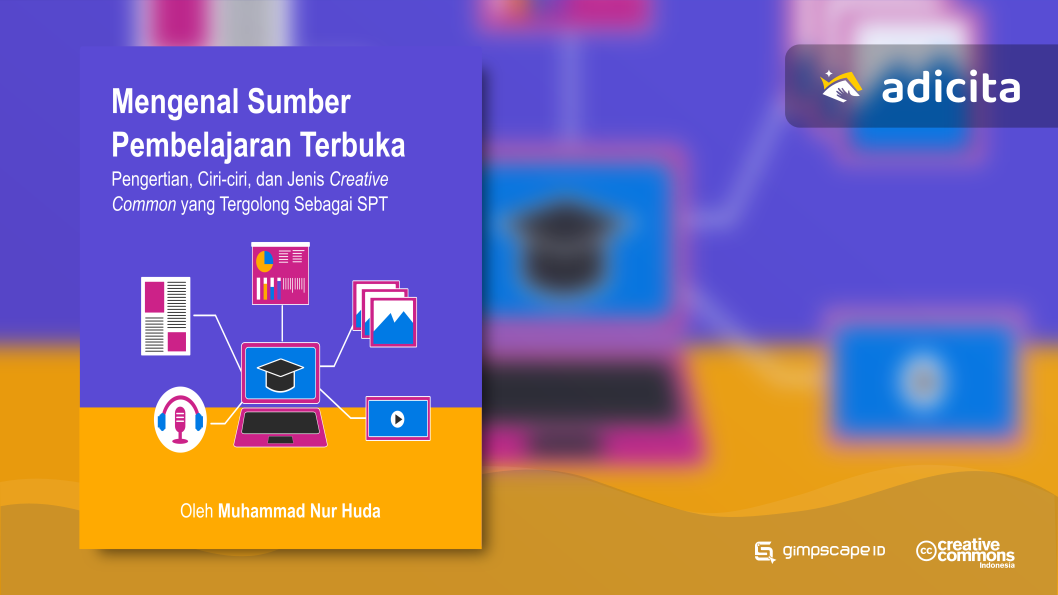 Mengenal Sumber
Pembelajaran Terbuka
Pengertian, Ciri-ciri, dan Jenis Creative
Common yang Tergolong Sebagai SPT
Oleh Muhammad Nur Huda
adicita
gimpscape ID
cc creative
commons
Indonesia